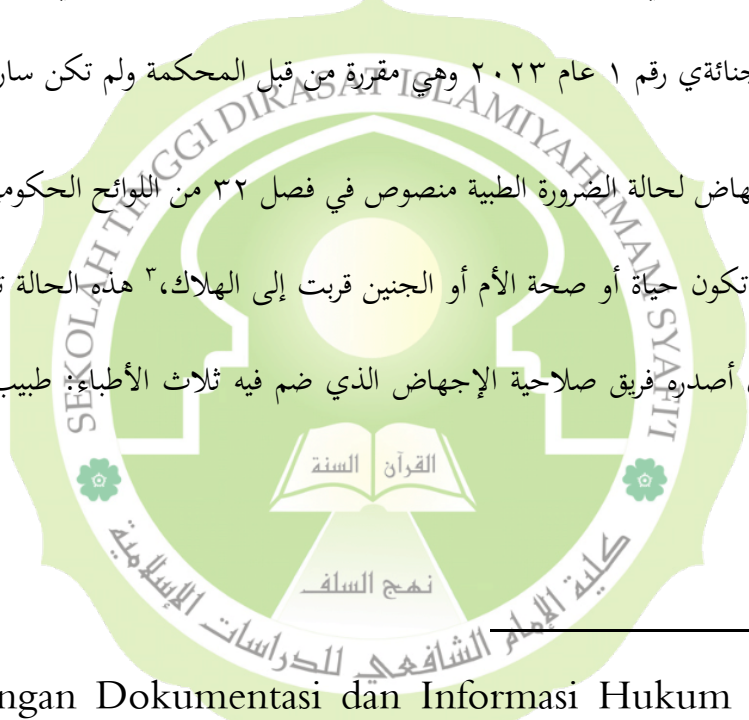 جنائةي رقم ١ عام ٢٠٢٣ وهي مقررة من قبل المحكمة ولم تكن سار
هاض لحالة الضرورة الطبية منصوص في فصل ٣٢ من اللوائح الحكومي
تكون حياة أو صحة الأم أو الجنين قربت إلى الهلاك،٣ هذه الحالة
أصدره فريق صلاحية الإجهاض الذي ضم فيه ثلاث الأطباء: طبيب
SEKOLAH TINGGI DIRASAT ISLAMIYAH IMAM SYAFI'I
القرآن السنة
نهج السلف
كلية الإمام الشافعي للدراسات الإسلامية
ngan Dokumentasi dan Informasi Hukum